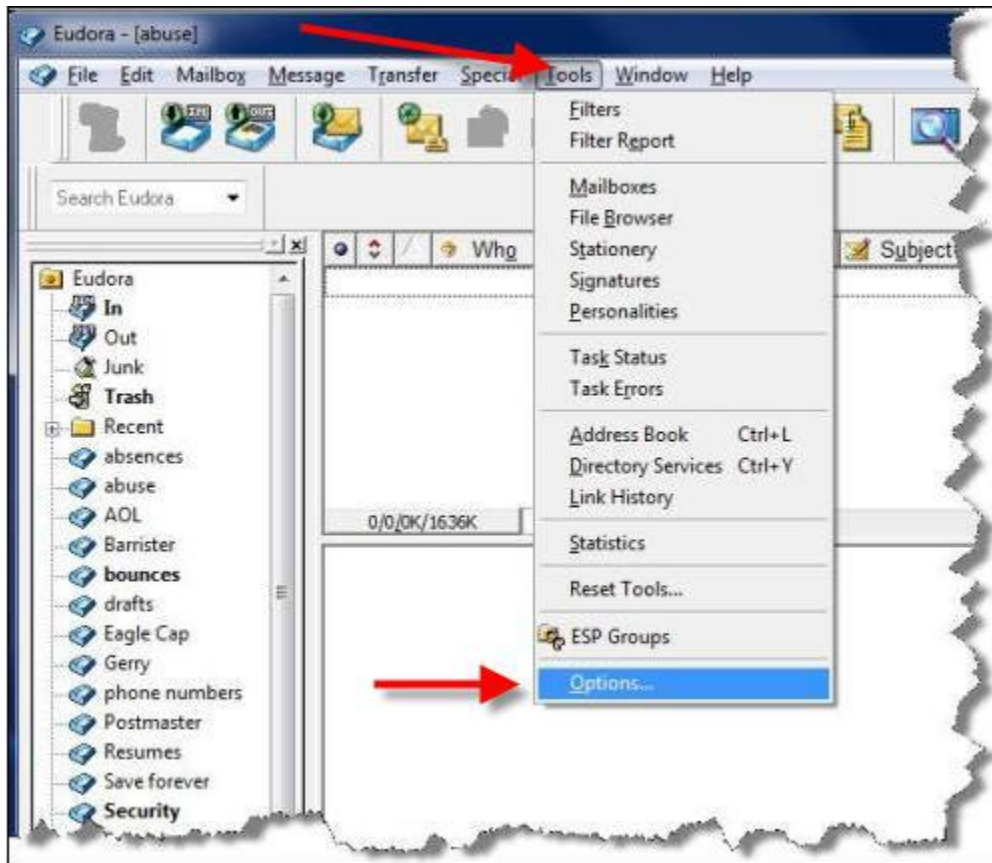 Eudora - [abuse]
File Edit Mailbox Message Transfer Special Tools Window Help
IN OUT
Search Eudora
Who Subject
Filters
Filter Report
Mailboxes
File Browser
Stationery
Signatures
Personalities
Task Status
Task Errors
Address Book Ctrl+L
Directory Services Ctrl+Y
Link History
Statistics
Reset Tools...
ESP Groups
Options...
Eudora
In
Out
Junk
Trash
Recent
absences
abuse
AOL
Barrister
bounces
drafts
Eagle Cap
Gerry
phone numbers
Postmaster
Resumes
Save forever
Security
0/0/0K/1636K